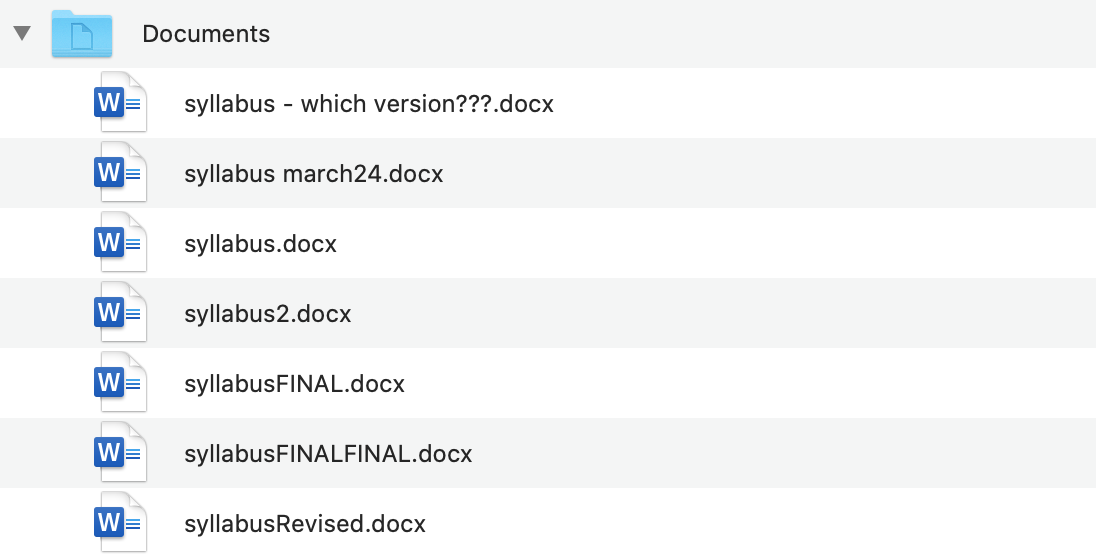 Documents
W syllabus - which version???.docx
W syllabus march24.docx
W syllabus.docx
W syllabus2.docx
W syllabusFINAL.docx
W syllabusFINALFINAL.docx
W syllabusRevised.docx